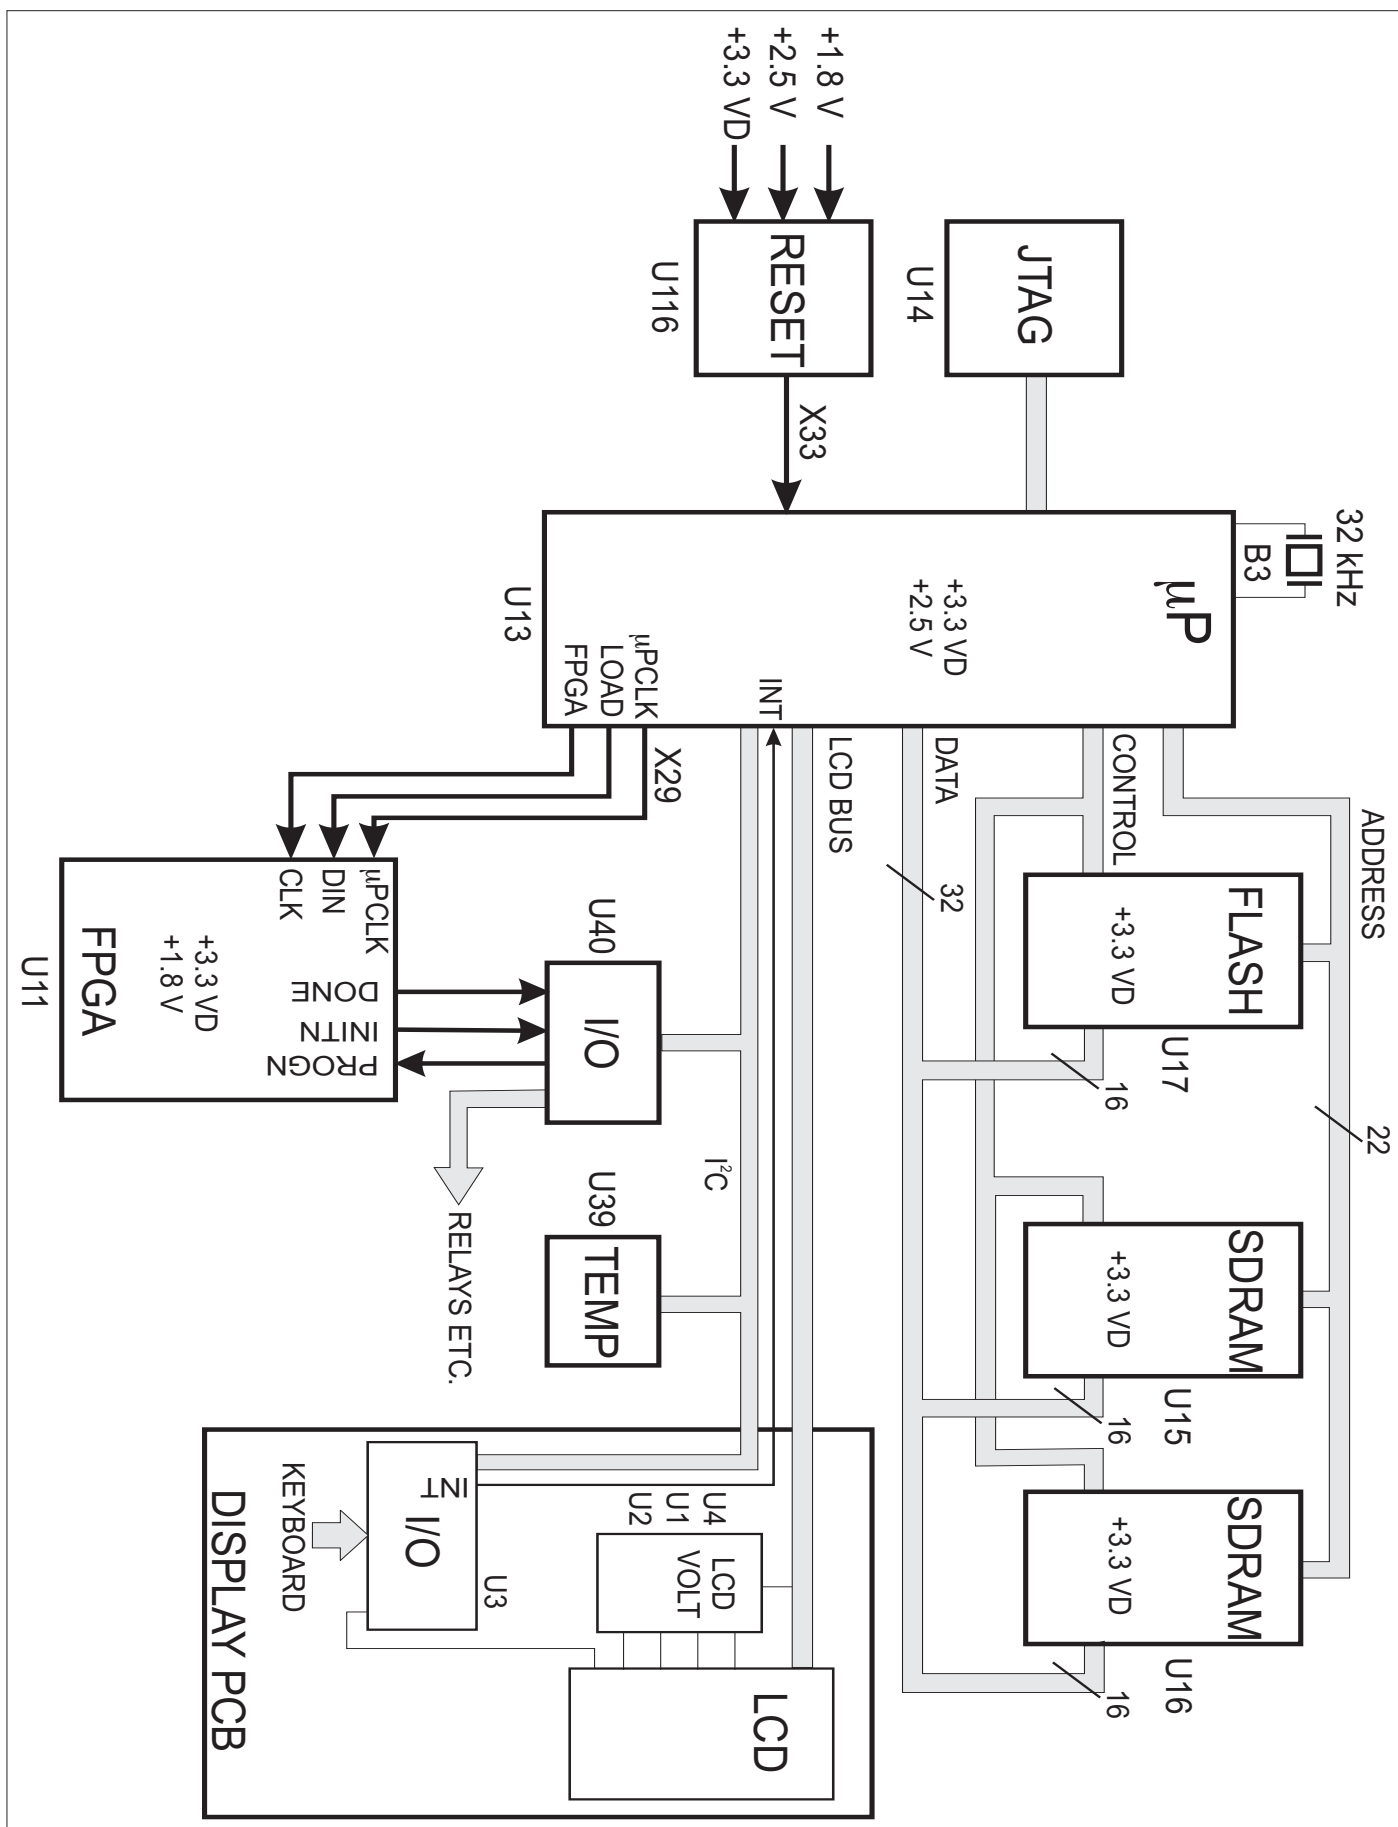 32 kHz
B3
ADDRESS
22
JTAG
U14
+1.8 V
+2.5 V
+3.3 VD
RESET
U116
X33
µP
+3.3 VD
+2.5 V
INT
µPCLK
LOAD
FPGA
U13
CONTROL
DATA
32
LCD BUS
X29
FLASH
+3.3 VD
U17
16
SDRAM
+3.3 VD
U15
16
SDRAM
+3.3 VD
U16
16
I²C
U40
I/O
U39
TEMP
RELAYS ETC.
µPCLK
DIN
CLK
DONE
INITN
PROGN
+3.3 VD
+1.8 V
FPGA
U11
U4
U1
U2
LCD
VOLT
LCD
U3
INT
I/O
KEYBOARD
DISPLAY PCB